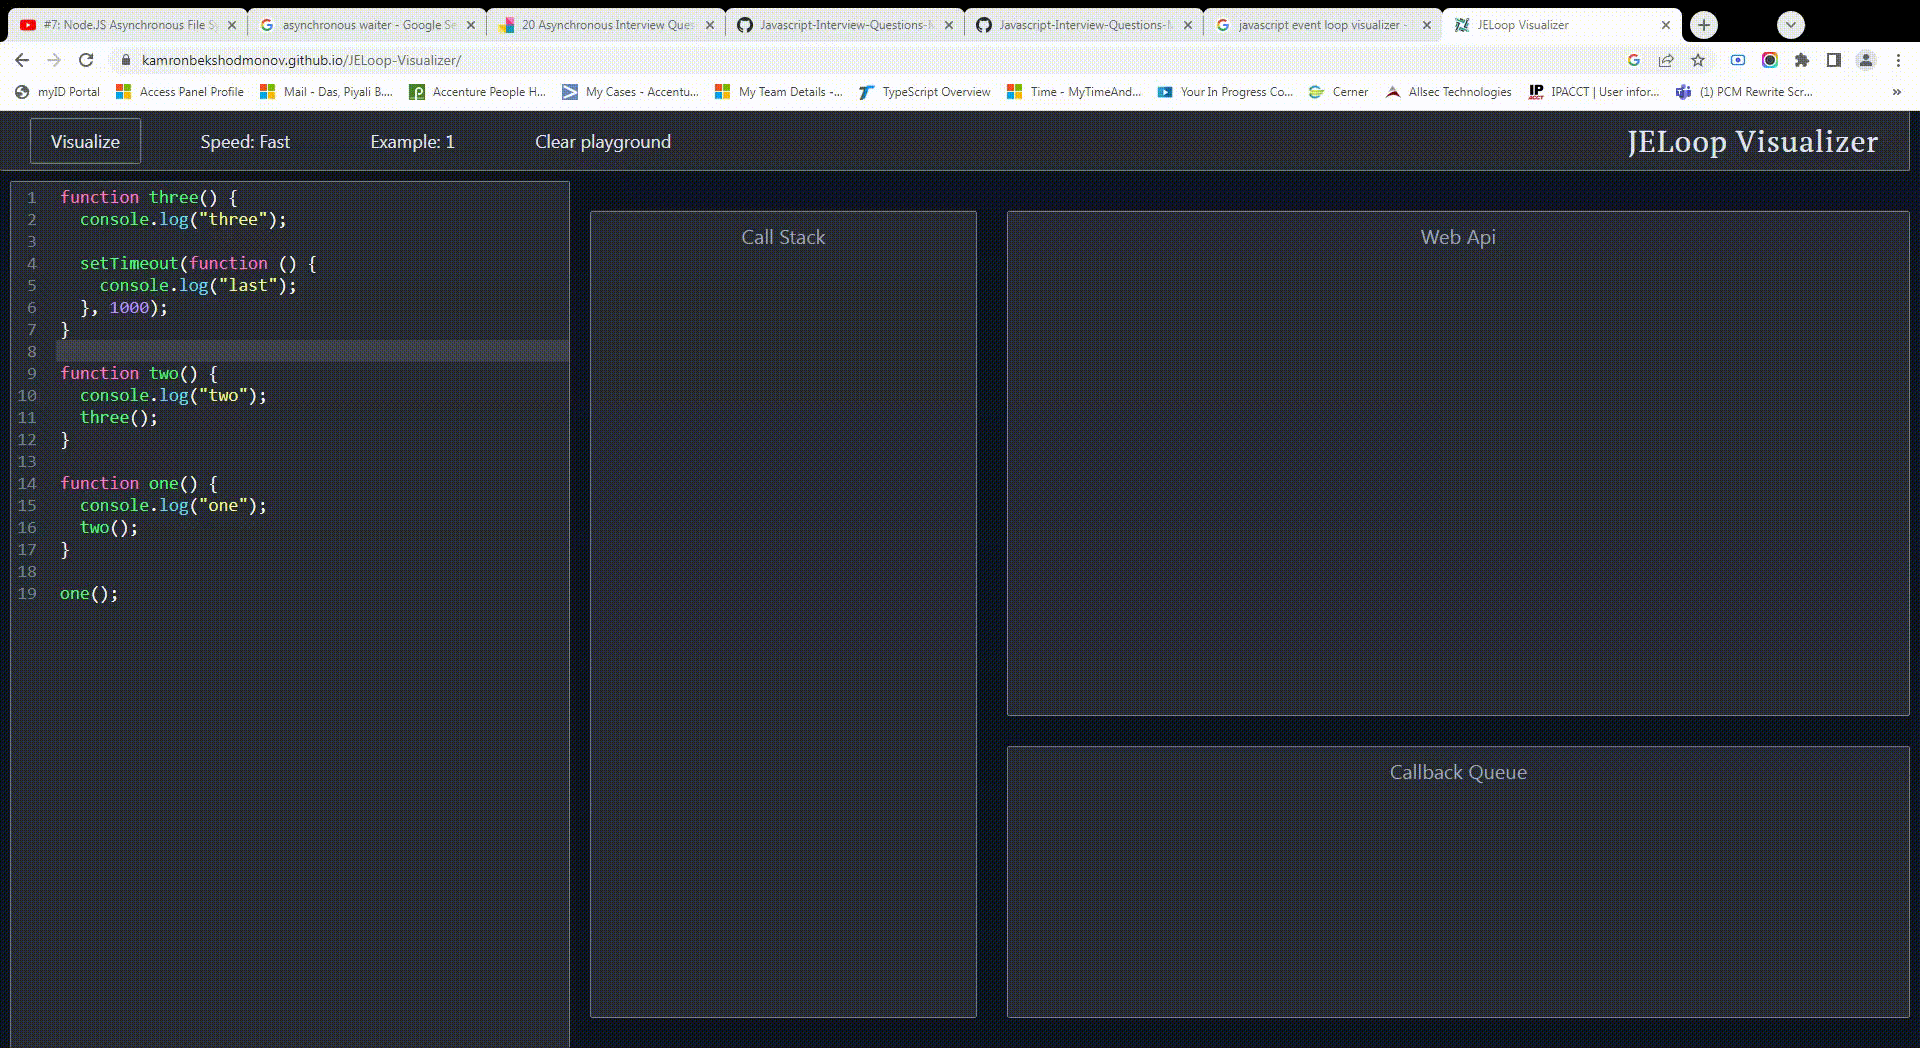 #7: Node.JS Asynchronous File S
asynchronous waiter - Google Se
20 Asynchronous Interview Ques
Javascript-Interview-Questions-
Javascript-Interview-Questions-
javascript event loop visualizer -
JELoop Visualizer
kamronbekshodmonov.github.io/JELoop-Visualizer/
myID Portal
Access Panel Profile
Mail - Das, Piyali B....
Accenture People H...
My Cases - Accentu...
My Team Details -...
TypeScript Overview
Time - MyTimeAnd...
Your In Progress Co...
Cerner
Allsec Technologies
IPACCT | User infor...
(1) PCM Rewrite Scr...
Visualize
Speed: Fast
Example: 1
Clear playground
JELoop Visualizer
1 function three() {
2 console.log("three");
3
4 setTimeout(function () {
5 console.log("last");
6 }, 1000);
7 }
8
9 function two() {
10 console.log("two");
11 three();
12 }
13
14 function one() {
15 console.log("one");
16 two();
17 }
18
19 one();
Call Stack
Web Api
Callback Queue